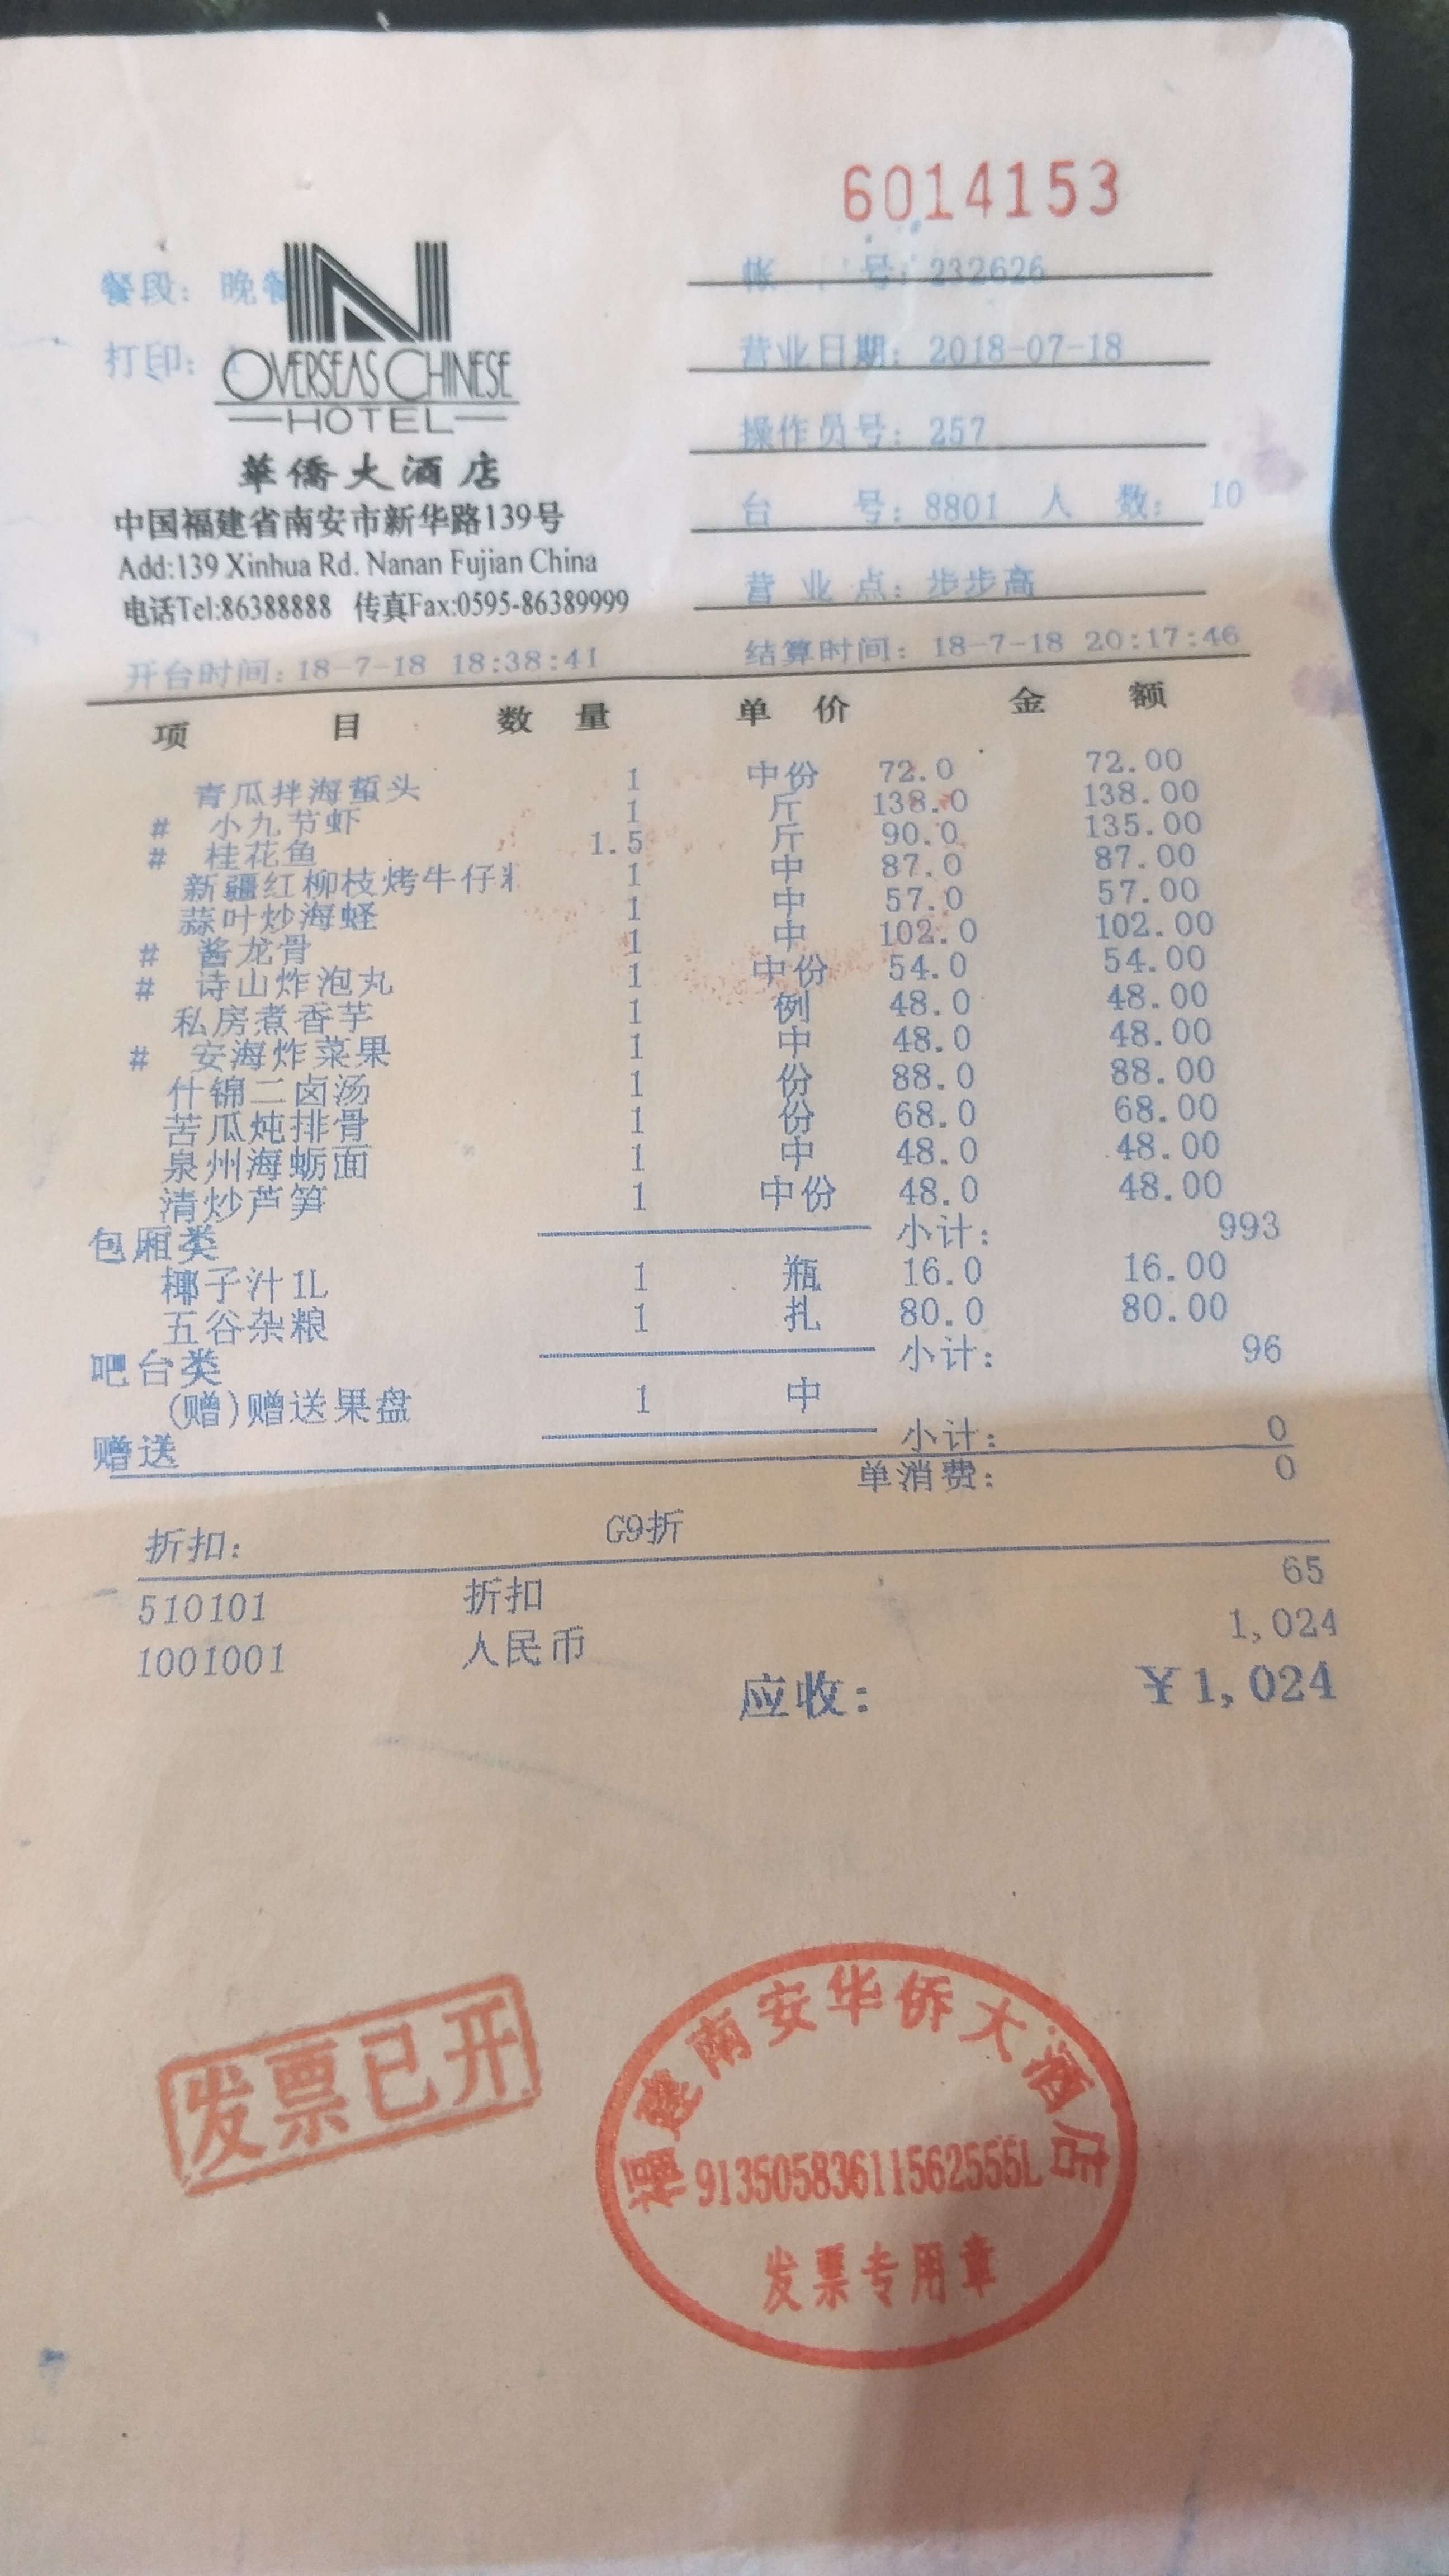 6014153
餐段: 晚餐
帐 号: 232626
打印: 1
营业日期: 2018-07-18
N
OVERSEAS CHINESE
HOTEL
華僑大酒店
操作员号: 257
中国福建省南安市新华路139号
台 号: 8801 人 数: 10
Add:139 Xinhua Rd. Nanan Fujian China
营 业 点: 步步高
电话Tel:86388888 传真Fax:0595-86389999
开台时间: 18-7-18 18:38:41 结算时间: 18-7-18 20:17:46
项 目 数 量 单 价 金 额
青瓜拌海蜇头 1 中份 72.0 72.00
# 小九节虾 1 斤 138.0 138.00
# 桂花鱼 1.5 斤 90.0 135.00
新疆红柳枝烤牛仔 1 中 87.0 87.00
蒜叶炒海蛏 1 中 57.0 57.00
# 酱龙骨 1 中 102.0 102.00
# 诗山炸泡丸 1 中份 54.0 54.00
私房煮香芋 1 例 48.0 48.00
# 安海炸菜果 1 中 48.0 48.00
什锦二卤汤 1 份 88.0 88.00
苦瓜炖排骨 1 份 68.0 68.00
泉州海蛎面 1 中 48.0 48.00
清炒芦笋 1 中份 48.0 48.00
包厢类 小计: 993
椰子汁1L 1 瓶 16.0 16.00
五谷杂粮 1 扎 80.0 80.00
吧台类 小计: 96
(赠)赠送果盘 1 中
赠送 小计: 0
单消费: 0
折扣: G9折
510101 折扣 65
1001001 人民币 1,024
应收: ￥1,024
发票已开
福建南安华侨大酒店
91350583611562555L
发票专用章